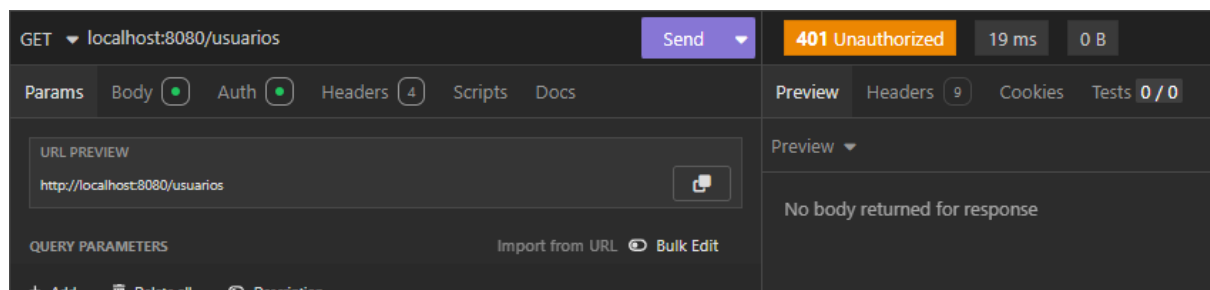 GET localhost:8080/usuarios Send 401 Unauthorized 19 ms 0 B
Params Body Auth Headers 4 Scripts Docs Preview Headers 9 Cookies Tests 0 / 0
URL PREVIEW Preview
http://localhost:8080/usuarios
No body returned for response
QUERY PARAMETERS Import from URL Bulk Edit